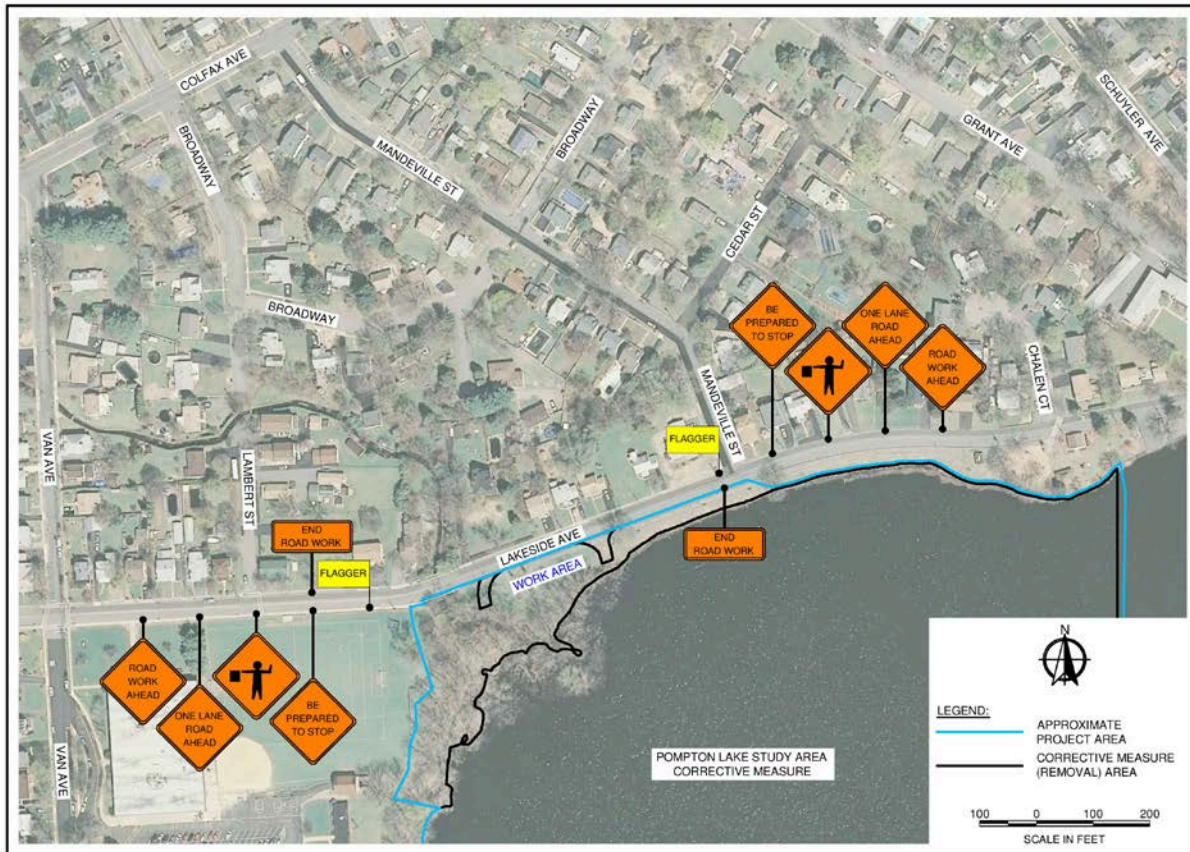 COLFAX AVE
BROADWAY
MANDEVILLE ST
BROADWAY
GRANT AVE
SCHUYLER AVE
CEDAR ST
BROADWAY
VAN AVE
LAMBERT ST
MANDEVILLE ST
CHALEN CT
BE
PREPARED
TO STOP
ONE LANE
ROAD
AHEAD
ROAD
WORK
AHEAD
FLAGGER
END
ROAD WORK
FLAGGER
LAKESIDE AVE
WORK AREA
END
ROAD WORK
ROAD
WORK
AHEAD
ONE LANE
ROAD
AHEAD
BE
PREPARED
TO STOP
VAN AVE
POMPTON LAKE STUDY AREA
CORRECTIVE MEASURE
N
LEGEND:
APPROXIMATE
PROJECT AREA
CORRECTIVE MEASURE
(REMOVAL) AREA
100 0 100 200
SCALE IN FEET